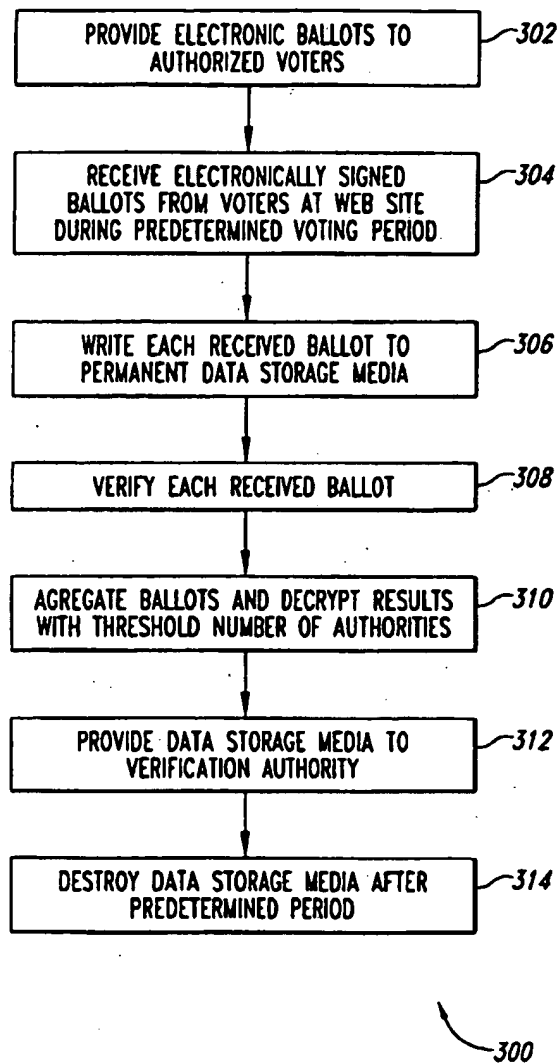 PROVIDE ELECTRONIC BALLOTS TO
AUTHORIZED VOTERS
302
RECEIVE ELECTRONICALLY SIGNED
BALLOTS FROM VOTERS AT WEB SITE
DURING PREDETERMINED VOTING PERIOD
304
WRITE EACH RECEIVED BALLOT TO
PERMANENT DATA STORAGE MEDIA
306
VERIFY EACH RECEIVED BALLOT
308
AGREGATE BALLOTS AND DECRYPT RESULTS
WITH THRESHOLD NUMBER OF AUTHORITIES
310
PROVIDE DATA STORAGE MEDIA TO
VERIFICATION AUTHORITY
312
DESTROY DATA STORAGE MEDIA AFTER
PREDETERMINED PERIOD
314
300